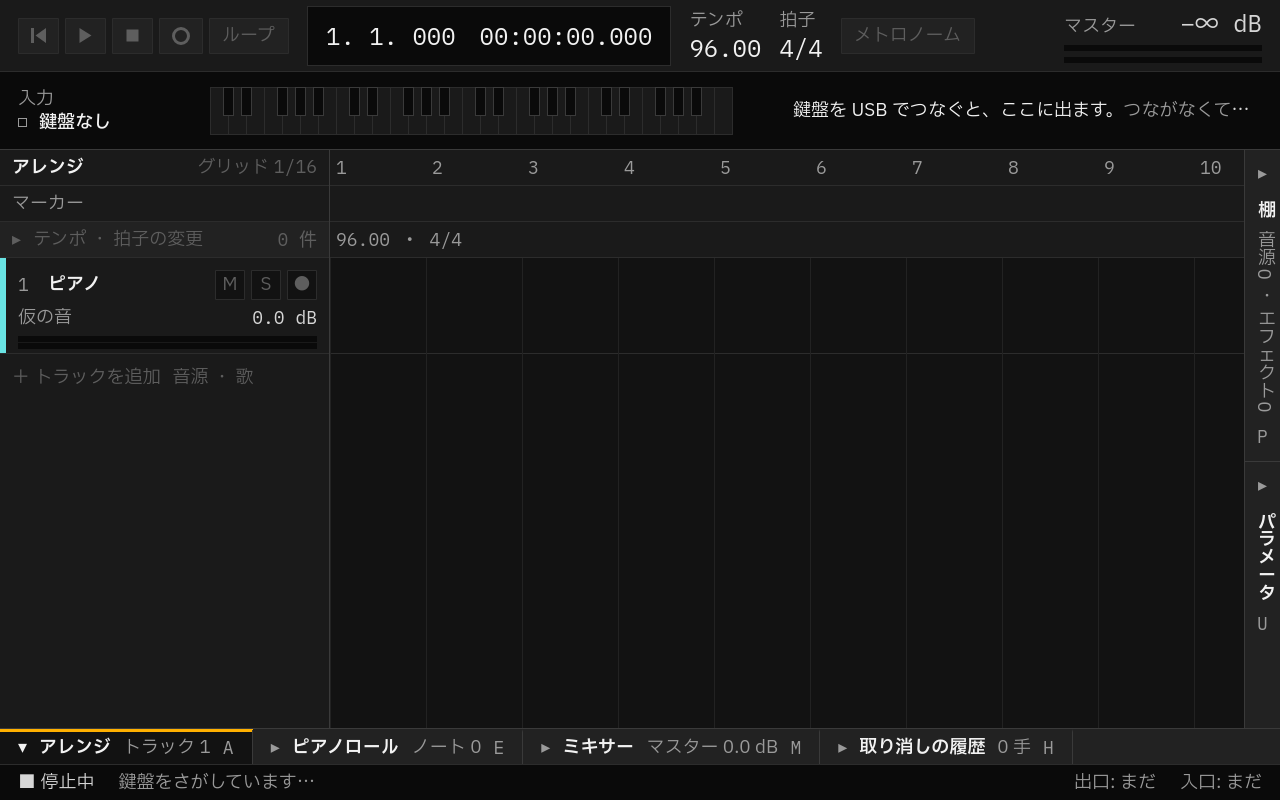 ループ
1. 1. 000 00:00:00.000
テンポ
96.00
拍子
4/4
メトロノーム
マスター
−∞ dB
入力
鍵盤なし
鍵盤を USB でつなぐと、ここに出ます。つながなくて…
アレンジ グリッド 1/16
1 2 3 4 5 6 7 8 9 10
マーカー
テンポ · 拍子の変更 0 件
96.00 · 4/4
1 ピアノ M S
仮の音 0.0 dB
＋ トラックを追加 音源 · 歌
棚 音源0 · エフェクト0 P
パラメータ U
アレンジ トラック 1 A
ピアノロール ノート 0 E
ミキサー マスター 0.0 dB M
取り消しの履歴 0 手 H
停止中 鍵盤をさがしています…
出口: まだ 入口: まだ